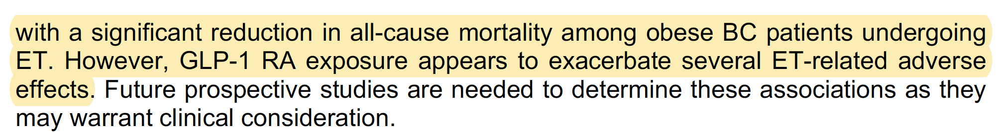 with a significant reduction in all-cause mortality among obese BC patients undergoing
ET. However, GLP-1 RA exposure appears to exacerbate several ET-related adverse
effects. Future prospective studies are needed to determine these associations as they
may warrant clinical consideration.